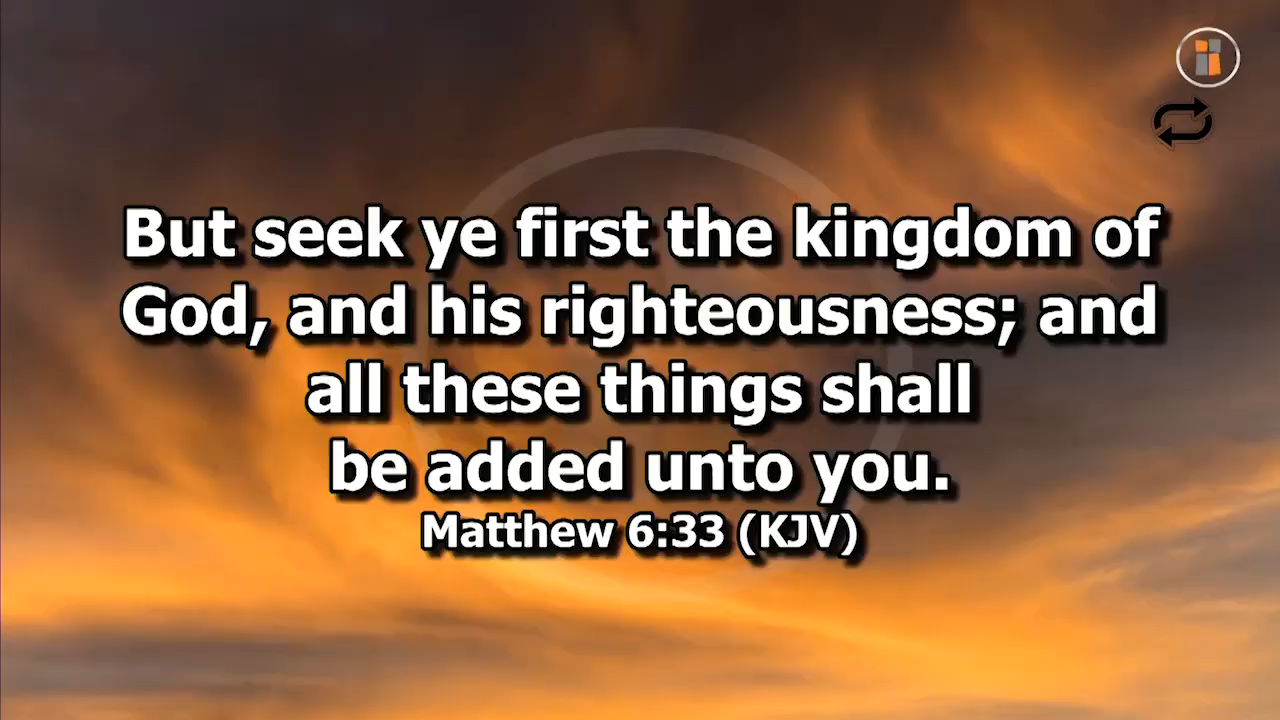 But seek ye first the kingdom of
God, and his righteousness; and
all these things shall
be added unto you.
Matthew 6:33 (KJV)